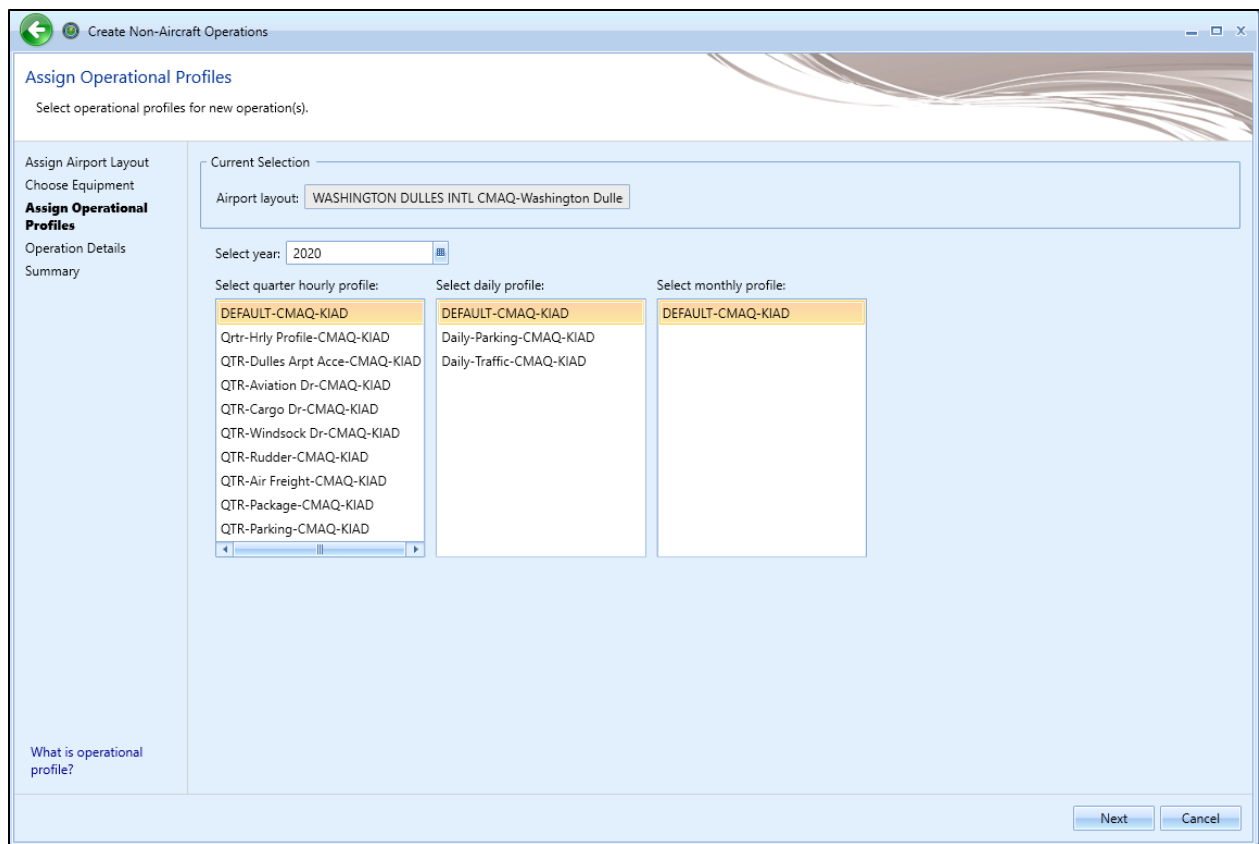 Create Non-Aircraft Operations
Assign Operational Profiles
Select operational profiles for new operation(s).
Assign Airport Layout
Choose Equipment
Assign Operational
Profiles
Operation Details
Summary
Current Selection
Airport layout: WASHINGTON DULLES INTL CMAQ-Washington Dulle
Select year: 2020
Select quarter hourly profile:
DEFAULT-CMAQ-KIAD
Qrtr-Hrly Profile-CMAQ-KIAD
QTR-Dulles Arpt Acce-CMAQ-KIAD
QTR-Aviation Dr-CMAQ-KIAD
QTR-Cargo Dr-CMAQ-KIAD
QTR-Windsock Dr-CMAQ-KIAD
QTR-Rudder-CMAQ-KIAD
QTR-Air Freight-CMAQ-KIAD
QTR-Package-CMAQ-KIAD
QTR-Parking-CMAQ-KIAD
Select daily profile:
DEFAULT-CMAQ-KIAD
Daily-Parking-CMAQ-KIAD
Daily-Traffic-CMAQ-KIAD
Select monthly profile:
DEFAULT-CMAQ-KIAD
What is operational
profile?
Next
Cancel